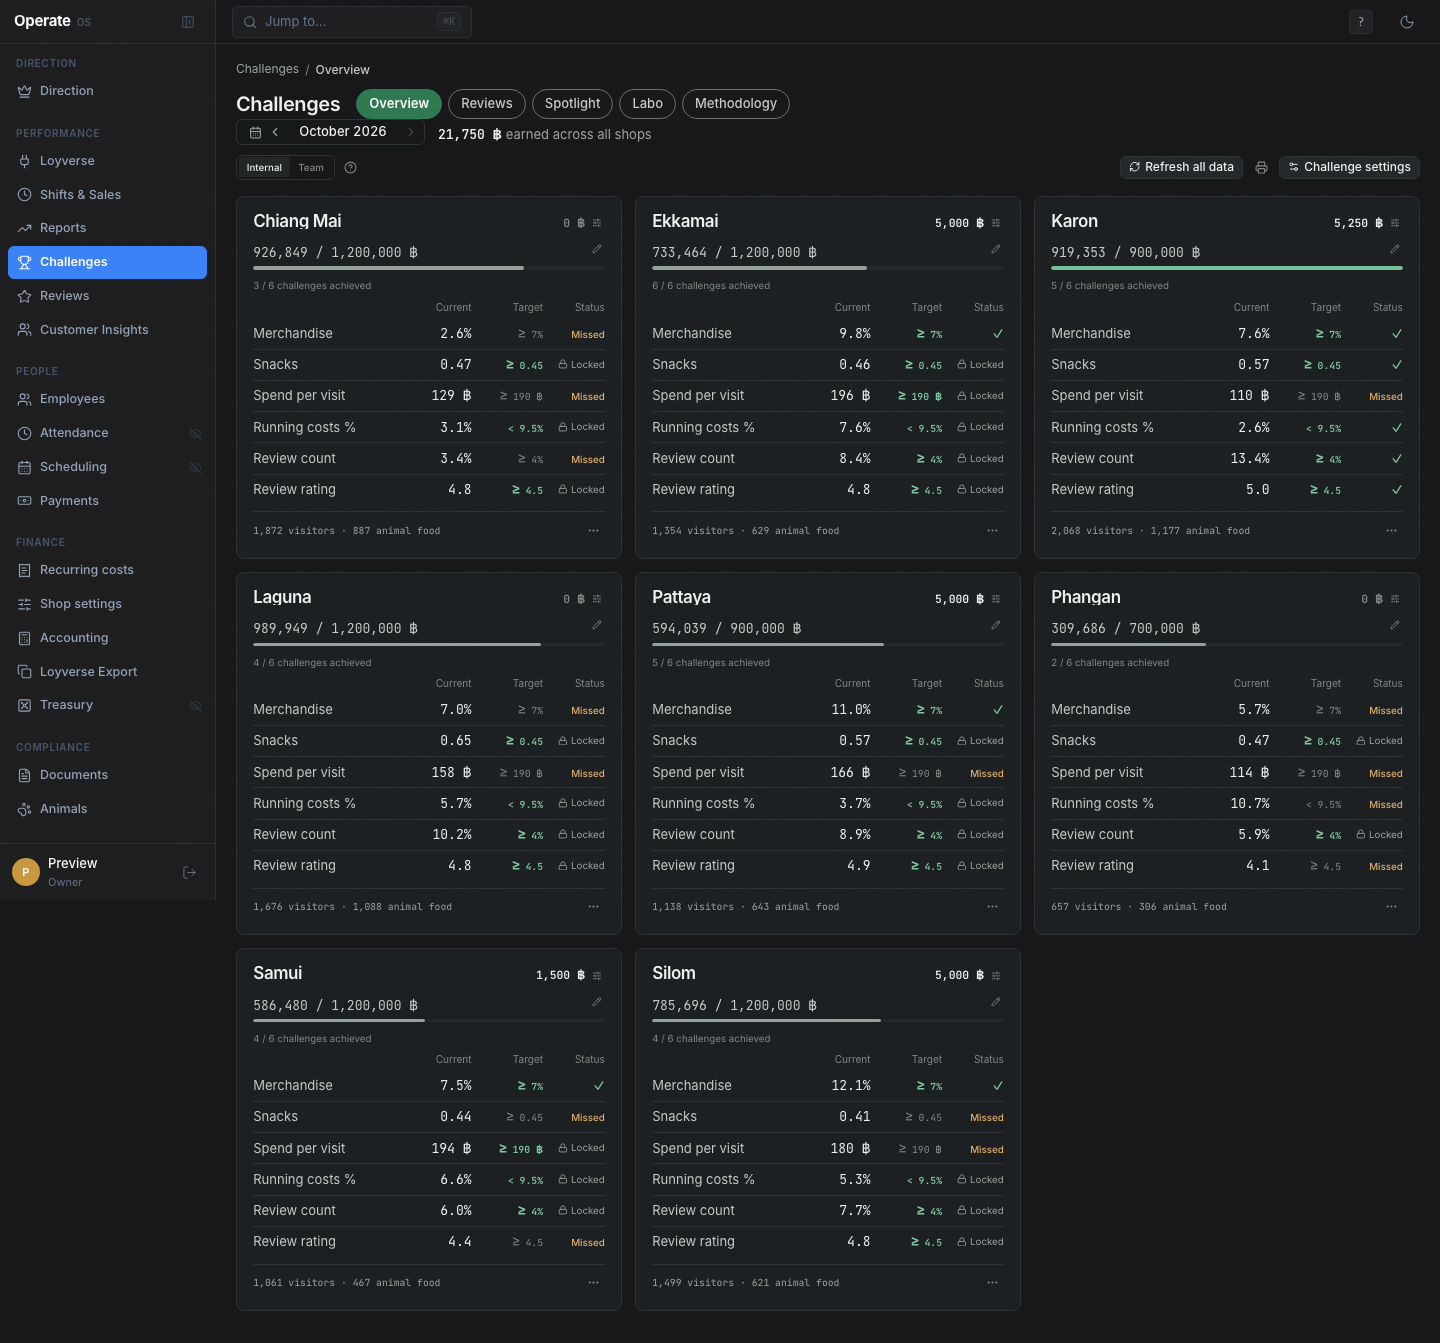 Operate OS
Jump to... ⌘K
?
DIRECTION
Direction
PERFORMANCE
Loyverse
Shifts & Sales
Reports
Challenges
Reviews
Customer Insights
PEOPLE
Employees
Attendance
Scheduling
Payments
FINANCE
Recurring costs
Shop settings
Accounting
Loyverse Export
Treasury
COMPLIANCE
Documents
Animals
P
Preview
Owner
Challenges / Overview
Challenges Overview Reviews Spotlight Labo Methodology
October 2026 21,750 ฿ earned across all shops
Internal Team Refresh all data Challenge settings
Chiang Mai 0 ฿
926,849 / 1,200,000 ฿
3 / 6 challenges achieved
Current Target Status
Merchandise 2.6% ≥ 7% Missed
Snacks 0.47 ≥ 0.45 Locked
Spend per visit 129 ฿ ≥ 190 ฿ Missed
Running costs % 3.1% < 9.5% Locked
Review count 3.4% ≥ 4% Missed
Review rating 4.8 ≥ 4.5 Locked
1,872 visitors · 887 animal food
Ekkamai 5,000 ฿
733,464 / 1,200,000 ฿
6 / 6 challenges achieved
Current Target Status
Merchandise 9.8% ≥ 7% ✓
Snacks 0.46 ≥ 0.45 Locked
Spend per visit 196 ฿ ≥ 190 ฿ Locked
Running costs % 7.6% < 9.5% Locked
Review count 8.4% ≥ 4% Locked
Review rating 4.8 ≥ 4.5 Locked
1,354 visitors · 629 animal food
Karon 5,250 ฿
919,353 / 900,000 ฿
5 / 6 challenges achieved
Current Target Status
Merchandise 7.6% ≥ 7% ✓
Snacks 0.57 ≥ 0.45 ✓
Spend per visit 110 ฿ ≥ 190 ฿ Missed
Running costs % 2.6% < 9.5% ✓
Review count 13.4% ≥ 4% ✓
Review rating 5.0 ≥ 4.5 ✓
2,068 visitors · 1,177 animal food
Laguna 0 ฿
989,949 / 1,200,000 ฿
4 / 6 challenges achieved
Current Target Status
Merchandise 7.0% ≥ 7% Missed
Snacks 0.65 ≥ 0.45 Locked
Spend per visit 158 ฿ ≥ 190 ฿ Missed
Running costs % 5.7% < 9.5% Locked
Review count 10.2% ≥ 4% Locked
Review rating 4.8 ≥ 4.5 Locked
1,676 visitors · 1,088 animal food
Pattaya 5,000 ฿
594,039 / 900,000 ฿
5 / 6 challenges achieved
Current Target Status
Merchandise 11.0% ≥ 7% ✓
Snacks 0.57 ≥ 0.45 Locked
Spend per visit 166 ฿ ≥ 190 ฿ Missed
Running costs % 3.7% < 9.5% Locked
Review count 8.9% ≥ 4% Locked
Review rating 4.9 ≥ 4.5 Locked
1,138 visitors · 643 animal food
Phangan 0 ฿
309,686 / 700,000 ฿
2 / 6 challenges achieved
Current Target Status
Merchandise 5.7% ≥ 7% Missed
Snacks 0.47 ≥ 0.45 Locked
Spend per visit 114 ฿ ≥ 190 ฿ Missed
Running costs % 10.7% < 9.5% Missed
Review count 5.9% ≥ 4% Locked
Review rating 4.1 ≥ 4.5 Missed
657 visitors · 306 animal food
Samui 1,500 ฿
586,480 / 1,200,000 ฿
4 / 6 challenges achieved
Current Target Status
Merchandise 7.5% ≥ 7% ✓
Snacks 0.44 ≥ 0.45 Missed
Spend per visit 194 ฿ ≥ 190 ฿ Locked
Running costs % 6.6% < 9.5% Locked
Review count 6.0% ≥ 4% Locked
Review rating 4.4 ≥ 4.5 Missed
1,061 visitors · 467 animal food
Silom 5,000 ฿
785,696 / 1,200,000 ฿
4 / 6 challenges achieved
Current Target Status
Merchandise 12.1% ≥ 7% ✓
Snacks 0.41 ≥ 0.45 Missed
Spend per visit 180 ฿ ≥ 190 ฿ Missed
Running costs % 5.3% < 9.5% Locked
Review count 7.7% ≥ 4% Locked
Review rating 4.8 ≥ 4.5 Locked
1,499 visitors · 621 animal food